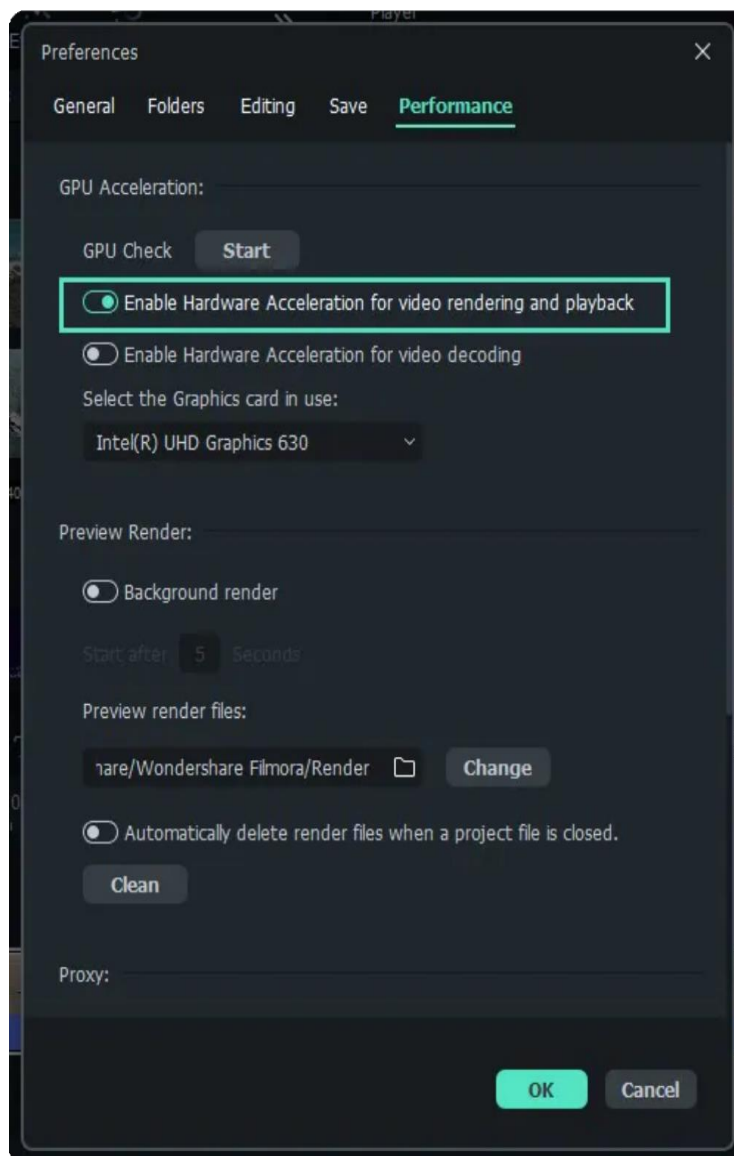 Player
Preferences
General Folders Editing Save Performance
GPU Acceleration:
GPU Check Start
Enable Hardware Acceleration for video rendering and playback
Enable Hardware Acceleration for video decoding
Select the Graphics card in use:
Intel(R) UHD Graphics 630
Preview Render:
Background render
Start after 5 Seconds
Preview render files:
hare/Wondershare Filmora/Render Change
Automatically delete render files when a project file is closed.
Clean
Proxy:
OK Cancel